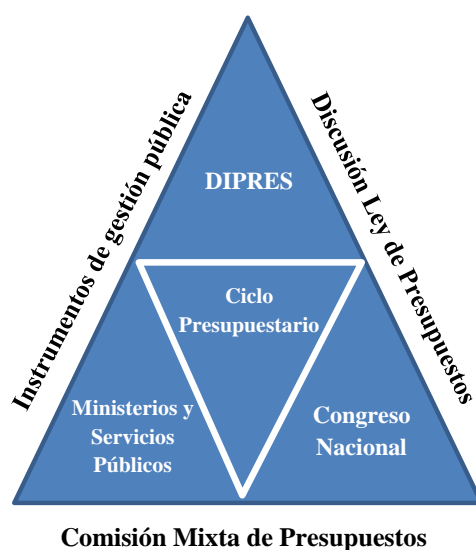 Instrumentos de gestión pública
Discusión Ley de Presupuestos
DIPRES
Ciclo
Presupuestario
Ministerios y
Servicios
Públicos
Congreso
Nacional
Comisión Mixta de Presupuestos